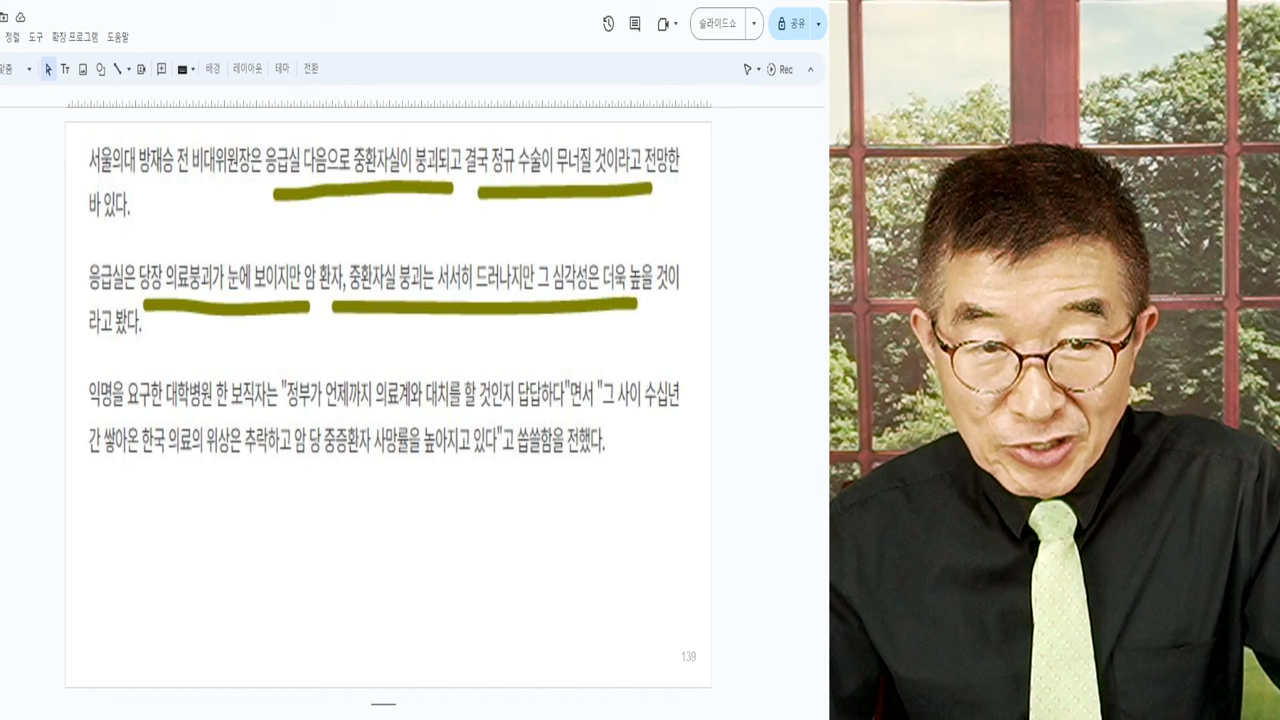 정렬 도구 확장 프로그램 도움말
슬라이드쇼
공유
맞춤
Tт
배경 레이아웃 테마 전환
Rec
서울의대 방재승 전 비대위원장은 응급실 다음으로 중환자실이 붕괴되고 결국 정규 수술이 무너질 것이라고 전망한
바 있다.
응급실은 당장 의료붕괴가 눈에 보이지만 암 환자, 중환자실 붕괴는 서서히 드러나지만 그 심각성은 더욱 높을 것이
라고 봤다.
익명을 요구한 대학병원 한 보직자는 "정부가 언제까지 의료계와 대치를 할 것인지 답답하다"면서 "그 사이 수십년
간 쌓아온 한국 의료의 위상은 추락하고 암 당 중증환자 사망률을 높아지고 있다"고 씁쓸함을 전했다.
139